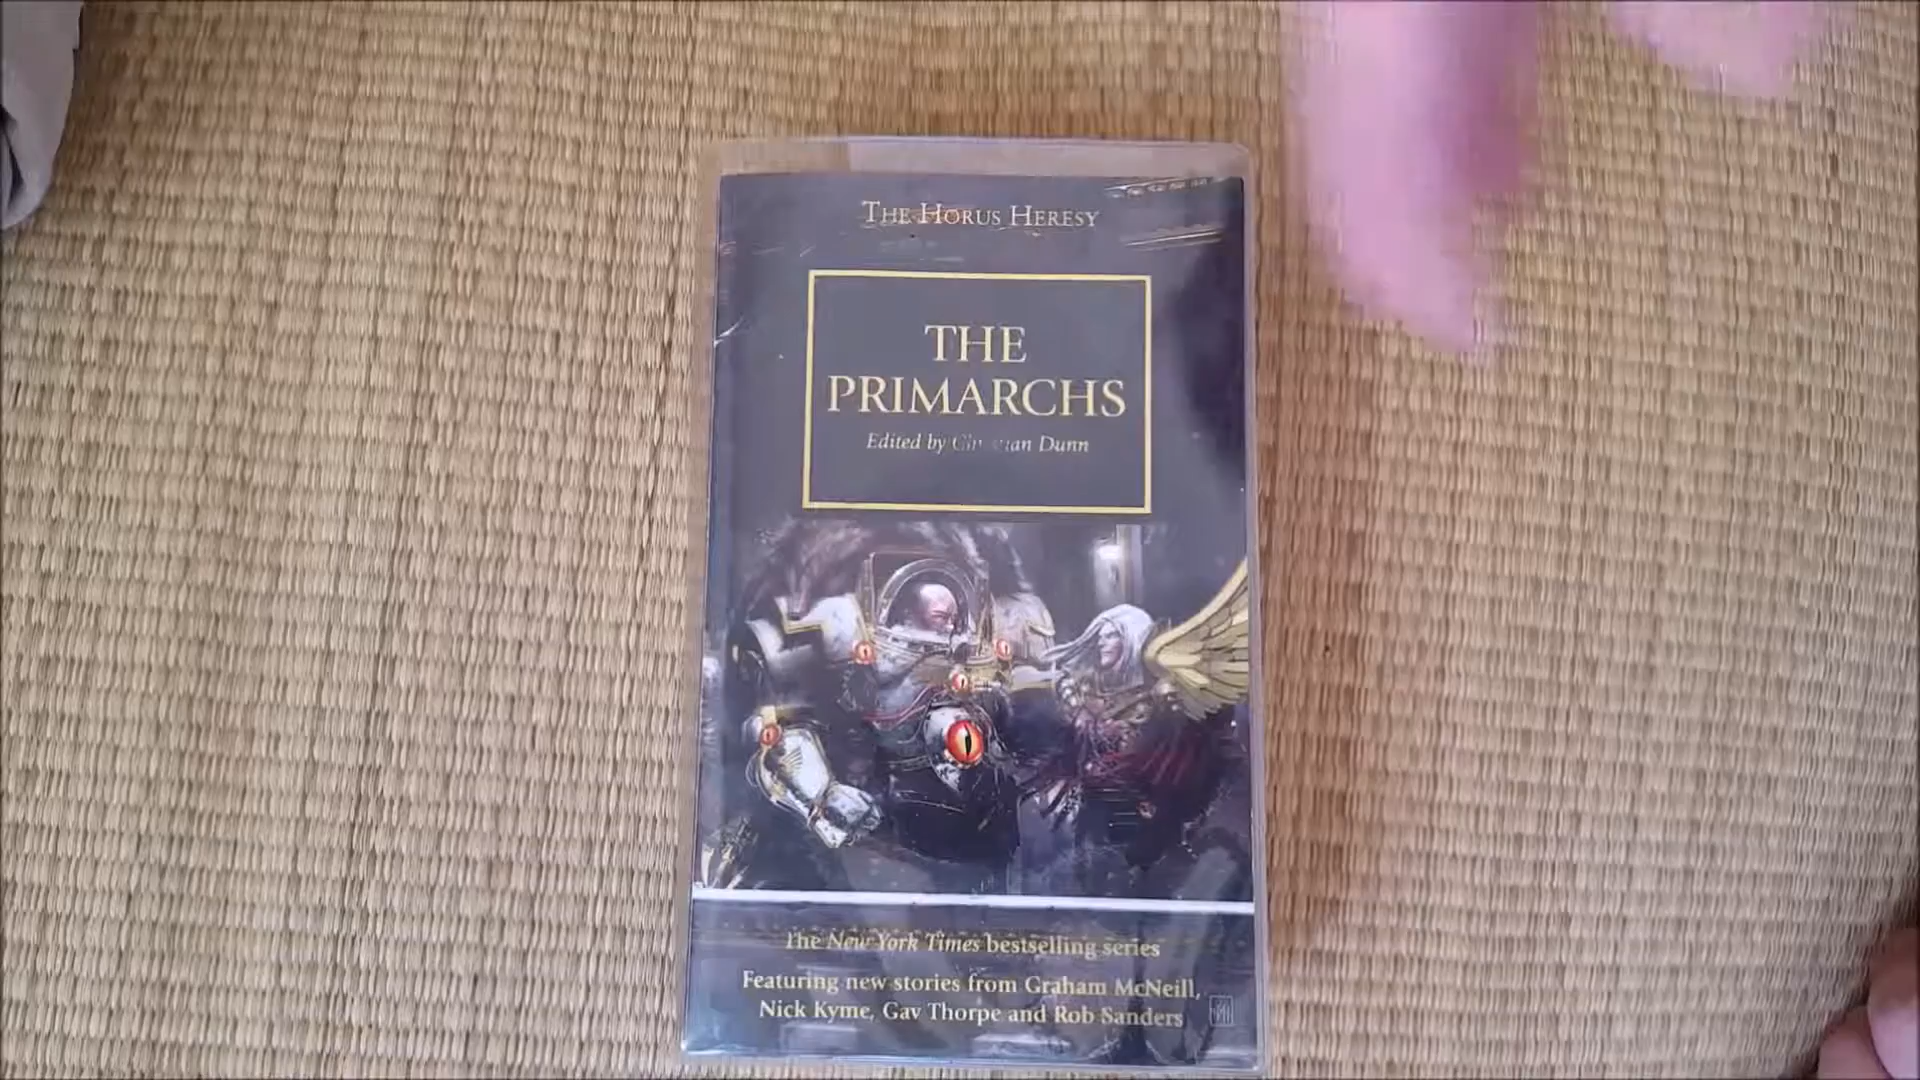 THE HORUS HERESY
THE
PRIMARCHS
Edited by Dunn
The New York Times bestselling series
Featuring new stories from Graham McNeill,
Nick Kyme, Gav Thorpe and Rob Sanders